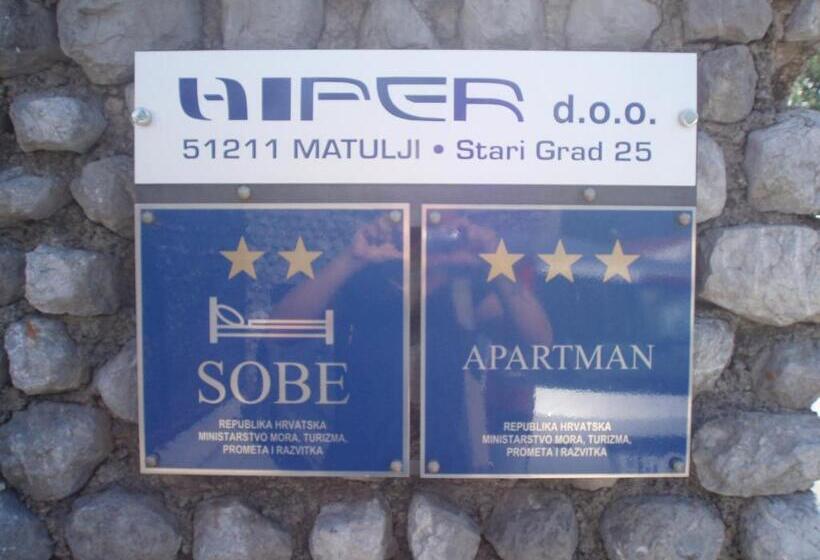 HIPER d.o.o.
51211 MATULJI • Stari Grad 25
SOBE
REPUBLIKA HRVATSKA
MINISTARSTVO MORA, TURIZMA,
PROMETA I RAZVITKA
APARTMAN
REPUBLIKA HRVATSKA
MINISTARSTVO MORA, TURIZMA,
PROMETA I RAZVITKA